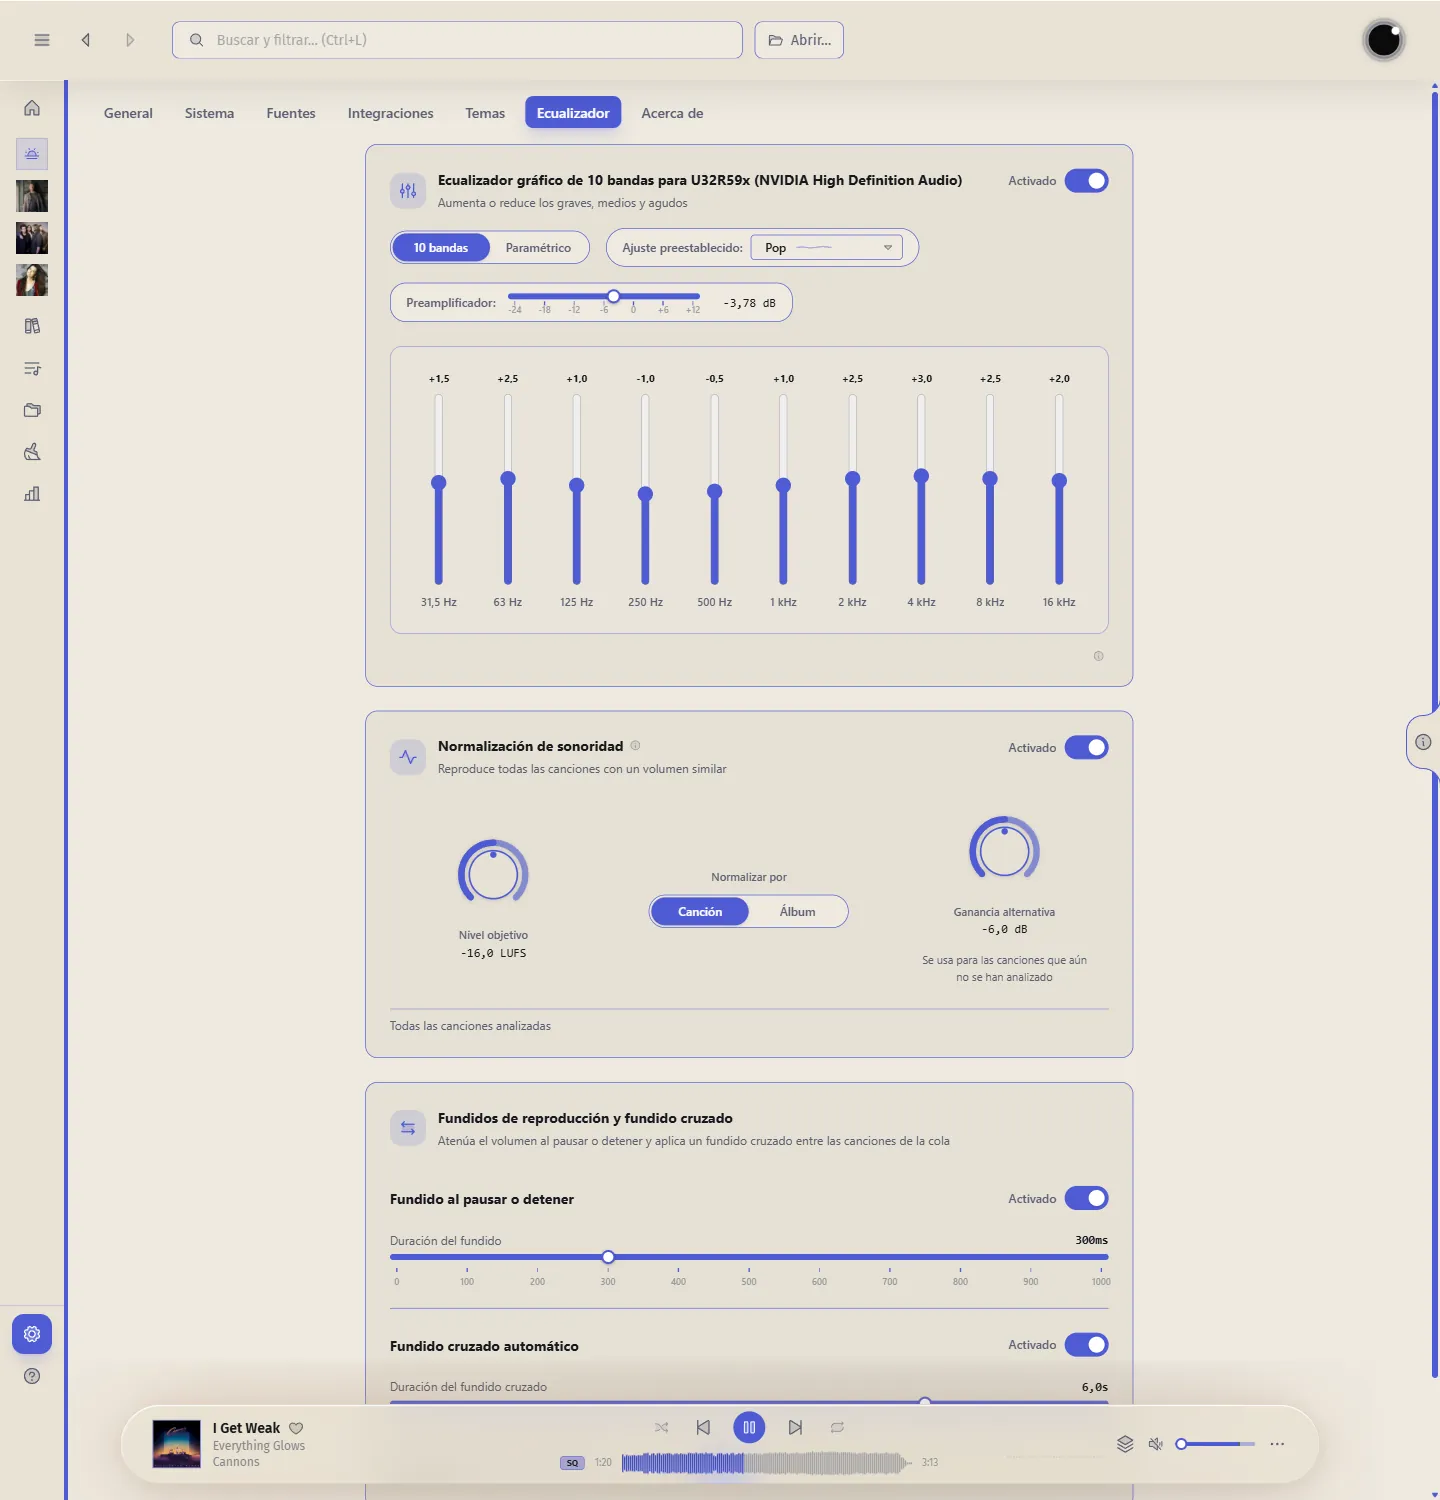 Buscar y filtrar... (Ctrl+L)
Abrir...
General
Sistema
Fuentes
Integraciones
Temas
Ecualizador
Acerca de
Ecualizador gráfico de 10 bandas para U32R59x (NVIDIA High Definition Audio)
Activado
Aumenta o reduce los graves, medios y agudos
10 bandas
Paramétrico
Ajuste preestablecido:
Pop
Preamplificador:
-24 -18 -12 -6 0 +6 +12
-3,78 dB
+1,5 +2,5 +1,0 -1,0 -0,5 +1,0 +2,5 +3,0 +2,5 +2,0
31,5 Hz 63 Hz 125 Hz 250 Hz 500 Hz 1 kHz 2 kHz 4 kHz 8 kHz 16 kHz
Normalización de sonoridad
Activado
Reproduce todas las canciones con un volumen similar
Nivel objetivo
-16,0 LUFS
Normalizar por
Canción
Álbum
Ganancia alternativa
-6,0 dB
Se usa para las canciones que aún
no se han analizado
Todas las canciones analizadas
Fundidos de reproducción y fundido cruzado
Atenúa el volumen al pausar o detener y aplica un fundido cruzado entre las canciones de la cola
Fundido al pausar o detener
Activado
Duración del fundido
300ms
0 100 200 300 400 500 600 700 800 900 1000
Fundido cruzado automático
Activado
Duración del fundido cruzado
6,0s
I Get Weak
Everything Glows
Cannons
SQ
1:20
3:13